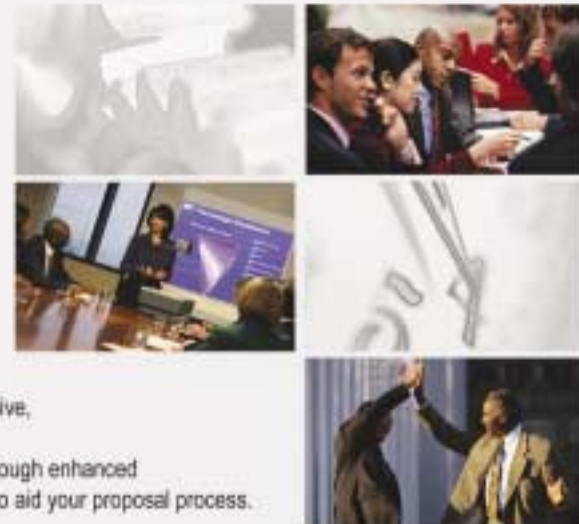 ive,
ough enhanced
o aid your proposal process.